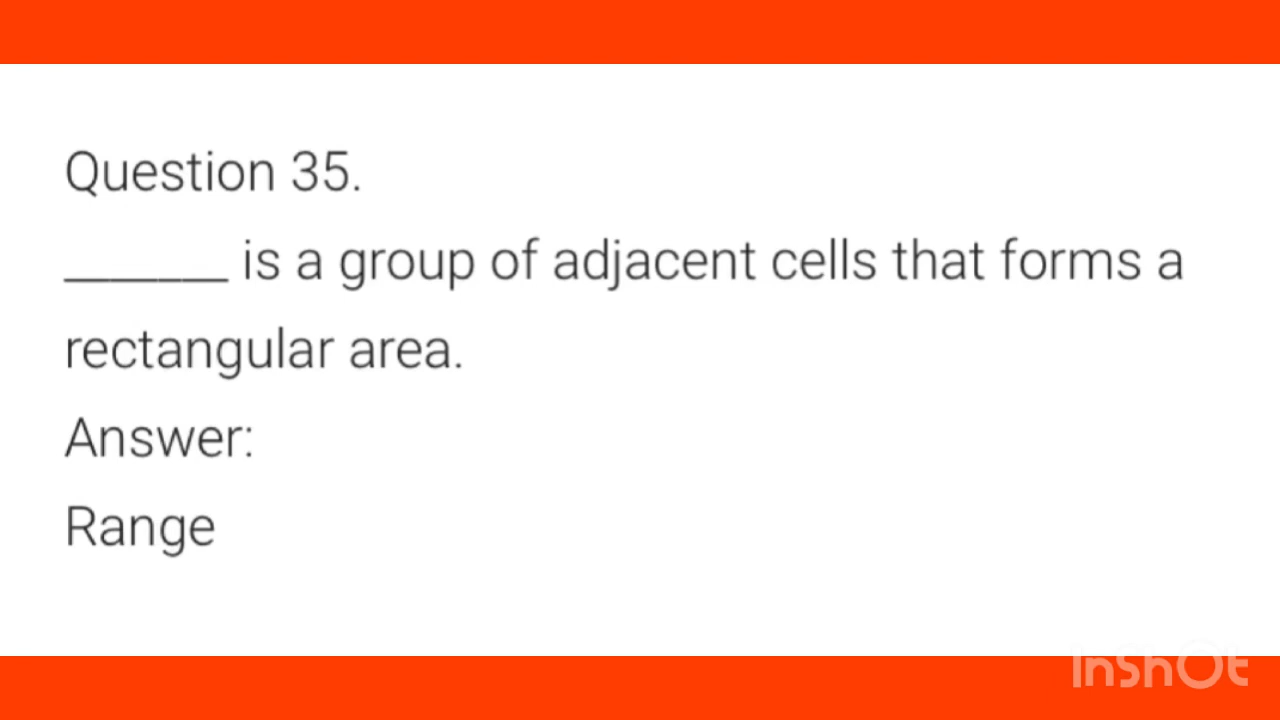 Question 35.
_______ is a group of adjacent cells that forms a
rectangular area.
Answer:
Range
InShOt